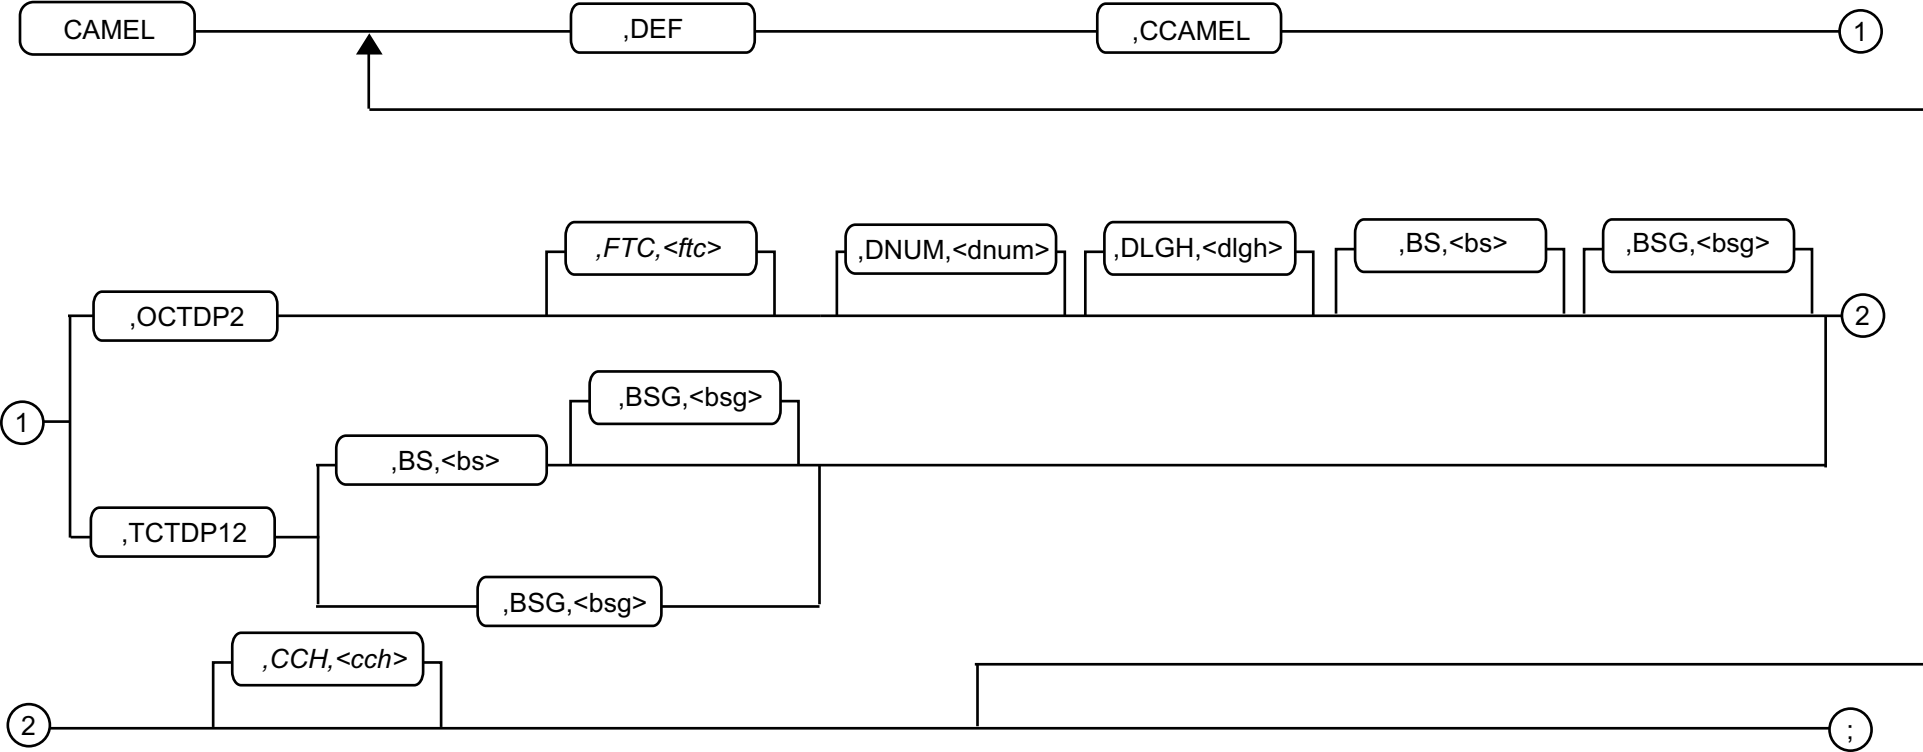 CAMEL ,DEF ,CCAMEL 1
,FTC,<ftc> ,DNUM,<dnum> ,DLGH,<dlgh> ,BS,<bs> ,BSG,<bsg>
,OCTDP2 2
,BSG,<bsg>
1
,BS,<bs>
,TCTDP12
,BSG,<bsg>
,CCH,<cch>
2 ;